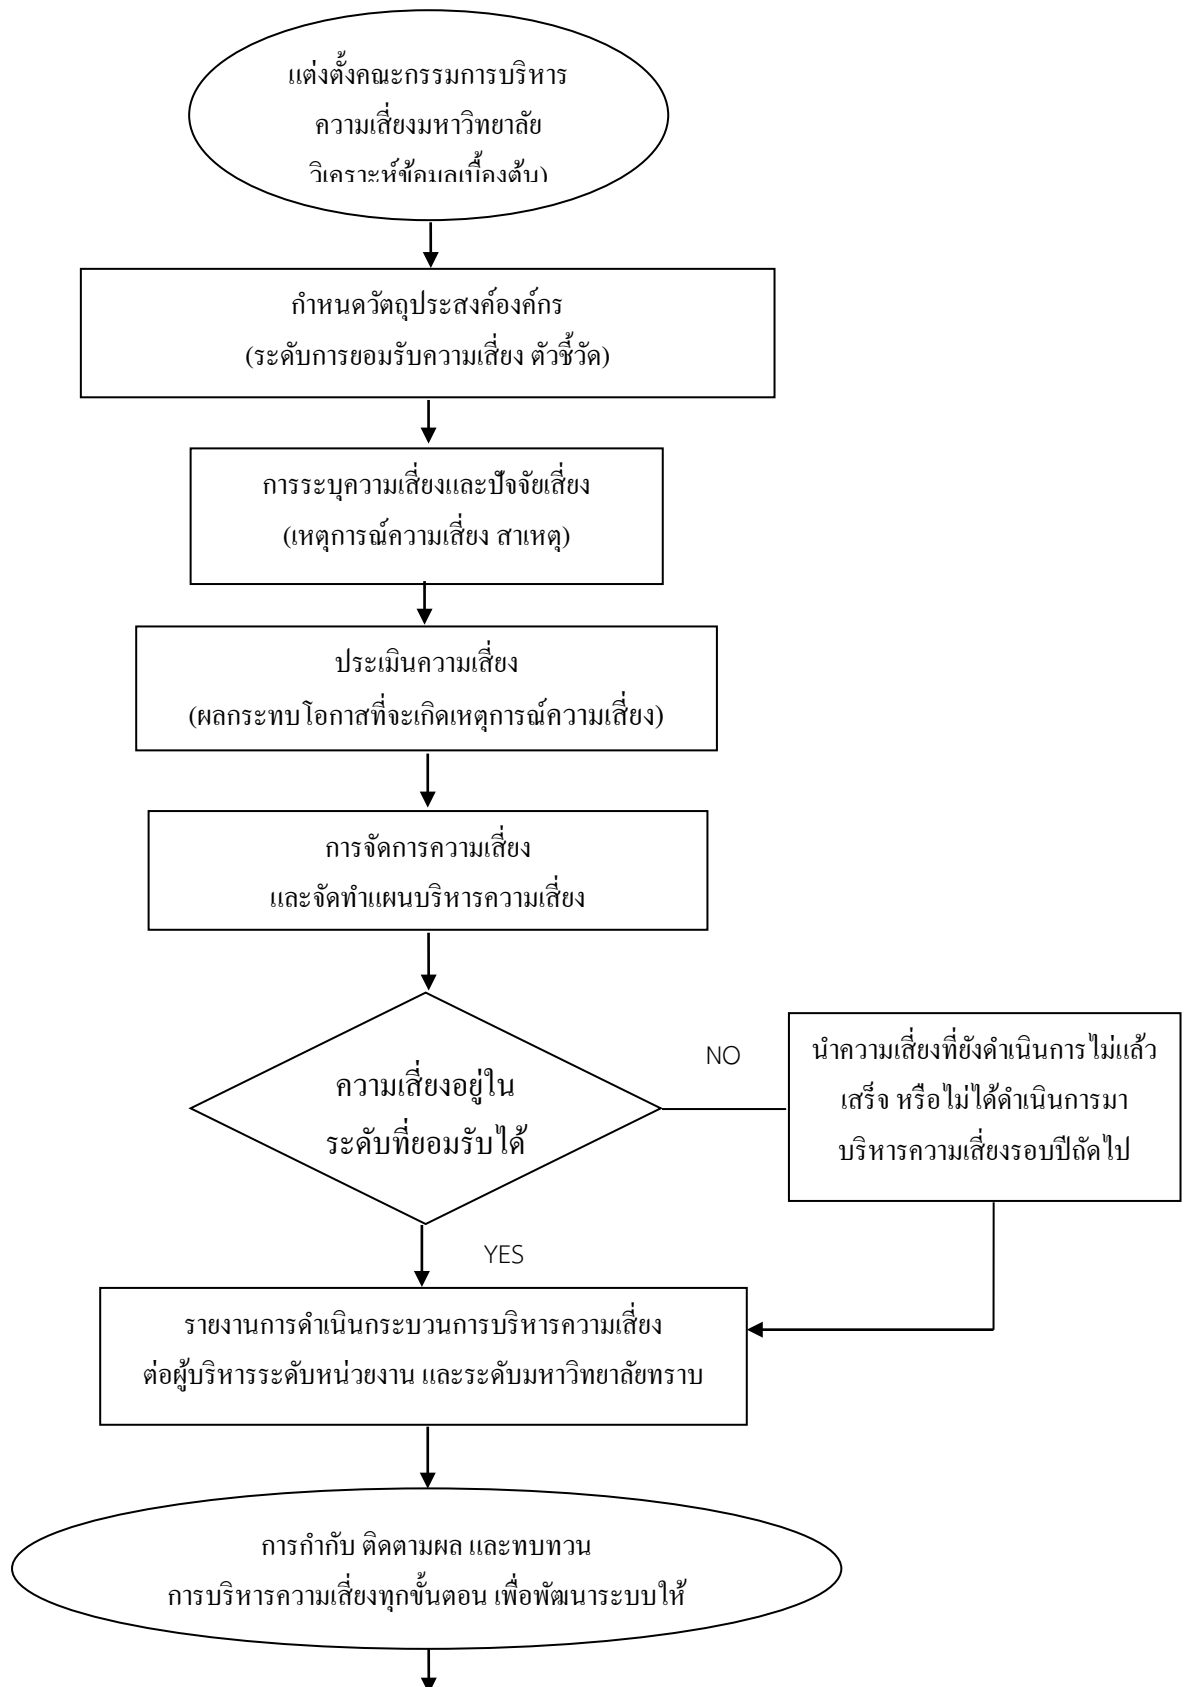 แต่งตั้งคณะกรรมการบริหาร
ความเสี่ยงมหาวิทยาลัย
วิเคราะห์ข้อมูลเบื้องต้น)
กำหนดวัตถุประสงค์องค์กร
(ระดับการยอมรับความเสี่ยง ตัวชี้วัด)
การระบุความเสี่ยงและปัจจัยเสี่ยง
(เหตุการณ์ความเสี่ยง สาเหตุ)
ประเมินความเสี่ยง
(ผลกระทบ โอกาสที่จะเกิดเหตุการณ์ความเสี่ยง)
การจัดการความเสี่ยง
และจัดทำแผนบริหารความเสี่ยง
ความเสี่ยงอยู่ใน
ระดับที่ยอมรับได้
NO
นำความเสี่ยงที่ยังดำเนินการไม่แล้ว
เสร็จ หรือไม่ได้ดำเนินการมา
บริหารความเสี่ยงรอบปีถัดไป
YES
รายงานการดำเนินกระบวนการบริหารความเสี่ยง
ต่อผู้บริหารระดับหน่วยงาน และระดับมหาวิทยาลัยทราบ
การกำกับ ติดตามผล และทบทวน
การบริหารความเสี่ยงทุกขั้นตอน เพื่อพัฒนาระบบให้